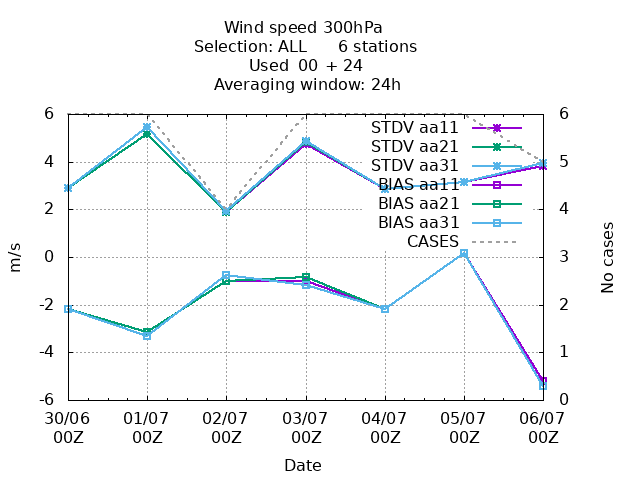 Wind speed 300hPa
Selection: ALL 6 stations
Used 00 + 24
Averaging window: 24h
6
4
2
0
-2
-4
-6
m/s
6
5
4
3
2
1
0
No cases
STDV aa11
STDV aa21
STDV aa31
BIAS aa11
BIAS aa21
BIAS aa31
CASES
30/06 01/07 02/07 03/07 04/07 05/07 06/07
00Z 00Z 00Z 00Z 00Z 00Z 00Z
Date